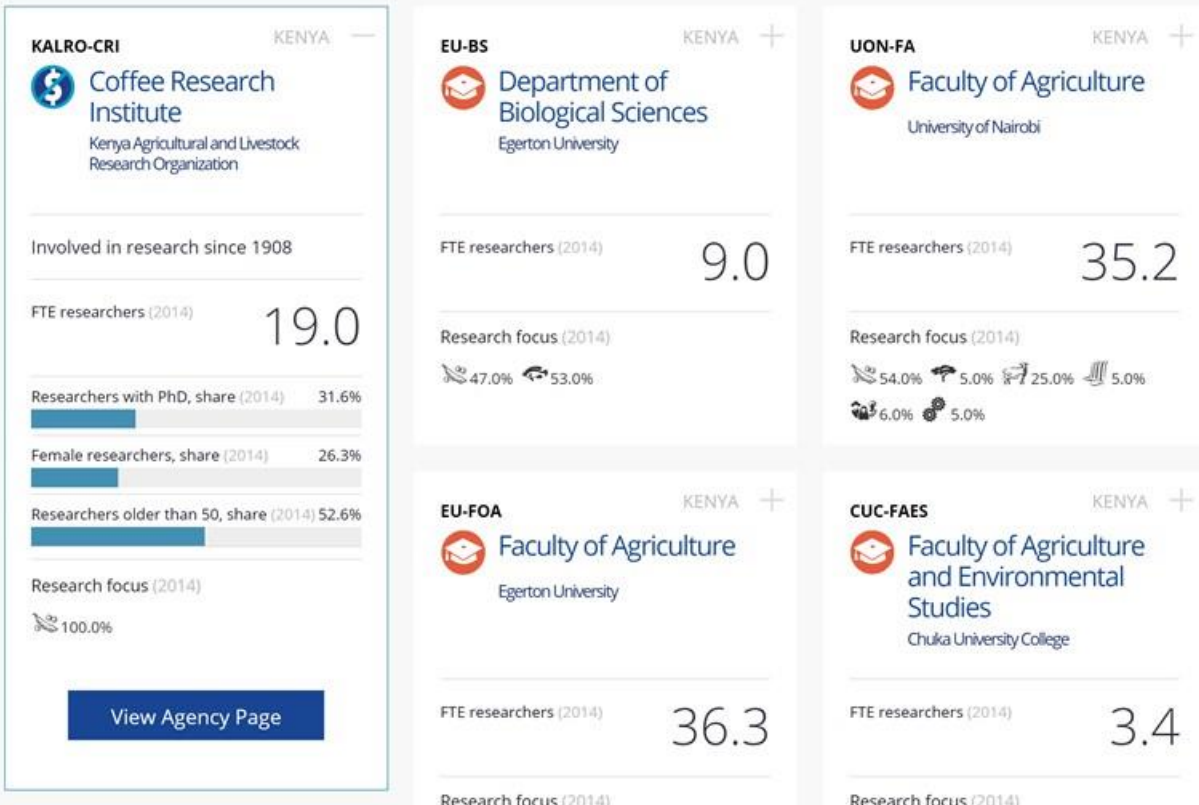 KALRO-CRI
KENYA
Coffee Research
Institute
Kenya Agricultural and Livestock
Research Organization
Involved in research since 1908
FTE researchers (2014)
19.0
Researchers with PhD, share (2014) 31.6%
Female researchers, share (2014) 26.3%
Researchers older than 50, share (2014) 52.6%
Research focus (2014)
100.0%
View Agency Page
EU-BS
KENYA
Department of
Biological Sciences
Egerton University
FTE researchers (2014)
9.0
Research focus (2014)
47.0% 53.0%
UON-FA
KENYA
Faculty of Agriculture
University of Nairobi
FTE researchers (2014)
35.2
Research focus (2014)
54.0% 5.0% 25.0% 5.0%
6.0% 5.0%
EU-FOA
KENYA
Faculty of Agriculture
Egerton University
FTE researchers (2014)
36.3
Research focus (2014)
CUC-FAES
KENYA
Faculty of Agriculture
and Environmental
Studies
Chuka University College
FTE researchers (2014)
3.4
Research focus (2014)